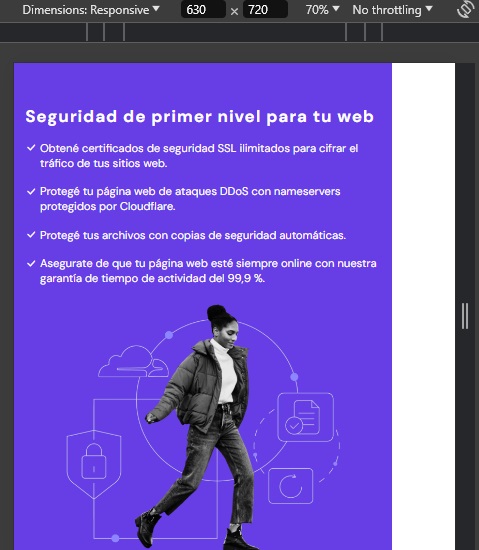 Dimensions: Responsive ▼ 630 × 720 70% ▼ No throttling ▼
Seguridad de primer nivel para tu web
✓ Obtené certificados de seguridad SSL ilimitados para cifrar el
tráfico de tus sitios web.
✓ Protegé tu página web de ataques DDoS con nameservers
protegidos por Cloudflare.
✓ Protegé tus archivos con copias de seguridad automáticas.
✓ Asegurate de que tu página web esté siempre online con nuestra
garantía de tiempo de actividad del 99,9 %.